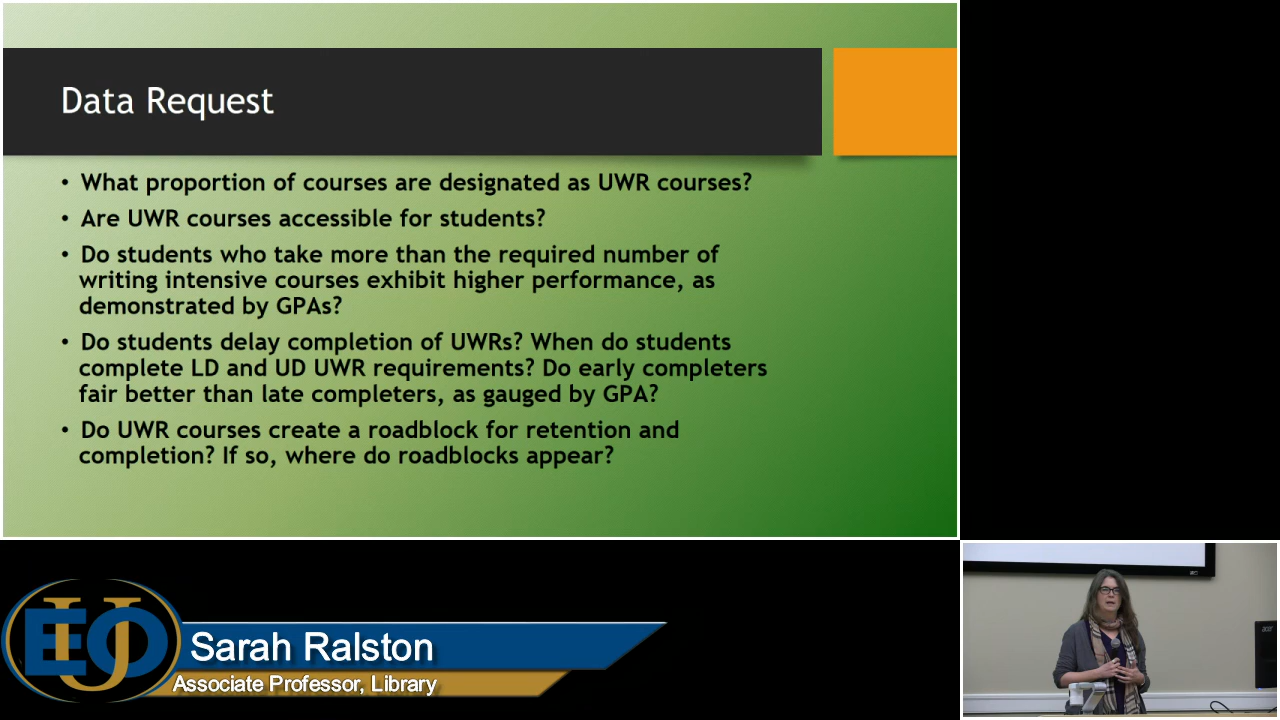 Data Request
• What proportion of courses are designated as UWR courses?
• Are UWR courses accessible for students?
• Do students who take more than the required number of
writing intensive courses exhibit higher performance, as
demonstrated by GPAs?
• Do students delay completion of UWRs? When do students
complete LD and UD UWR requirements? Do early completers
fair better than late completers, as gauged by GPA?
• Do UWR courses create a roadblock for retention and
completion? If so, where do roadblocks appear?
EOU
Sarah Ralston
Associate Professor, Library
acer